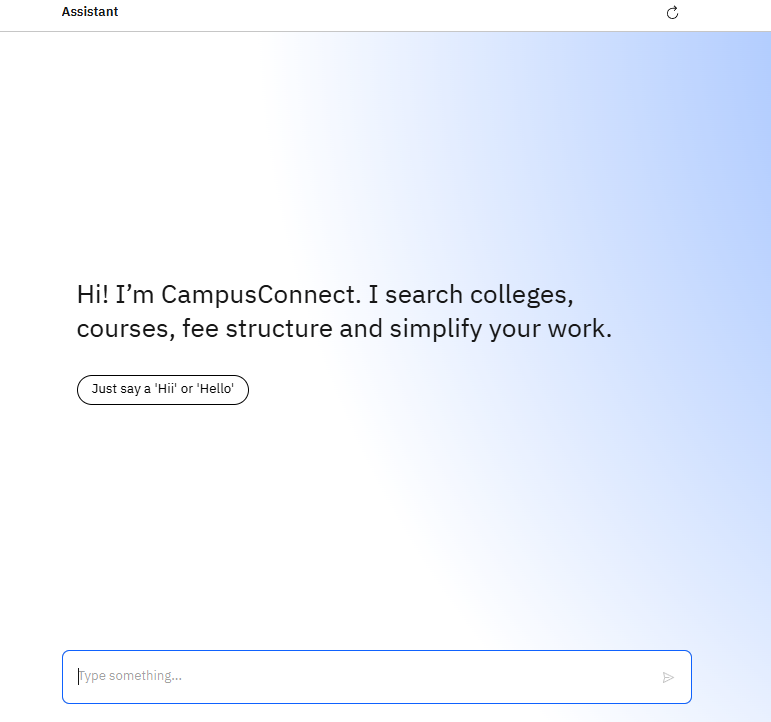 Assistant
Hi! I’m CampusConnect. I search colleges,
courses, fee structure and simplify your work.
Just say a 'Hii' or 'Hello'
Type something...